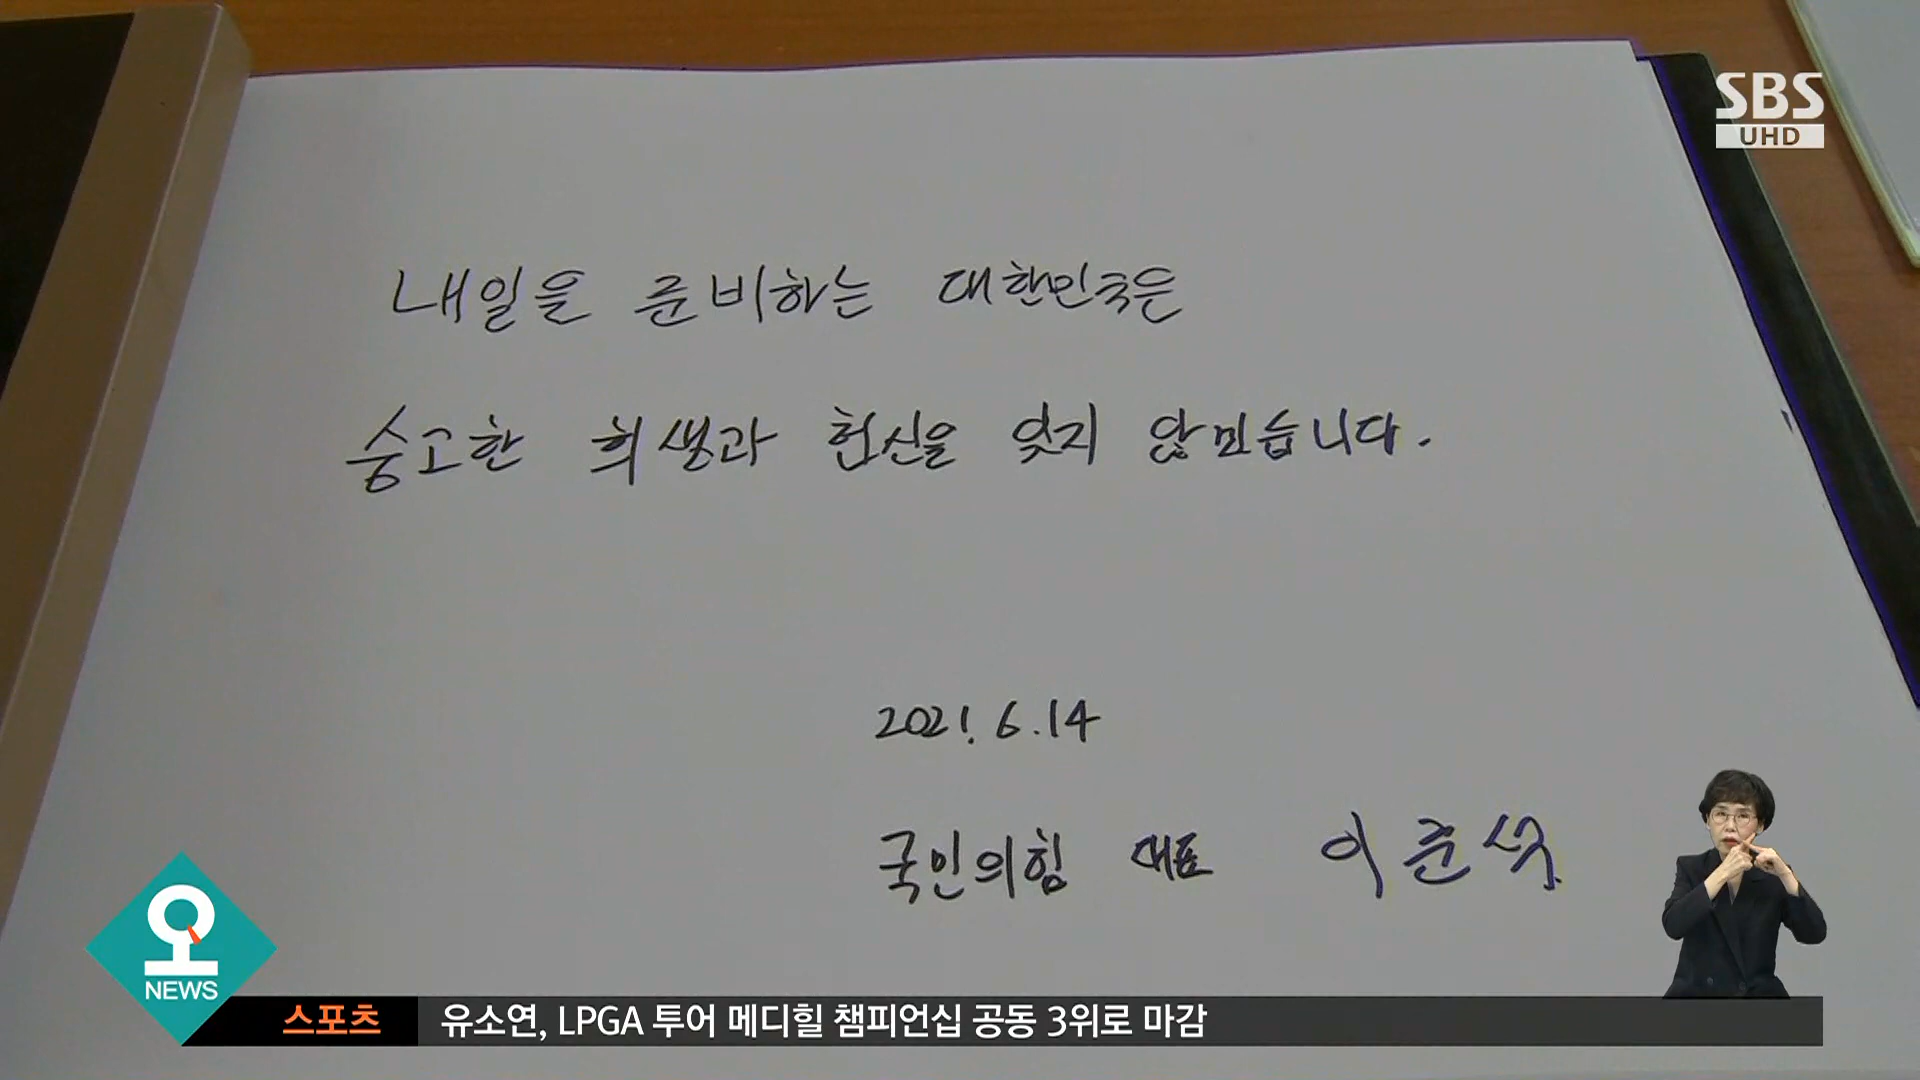 SBS
UHD
내일을 준비하는 대한민국은
숭고한 희생과 헌신을 잊지 않믿습니다.
2021. 6.14
국민의힘 대표 이준석
오
NEWS
스포츠 유소연, LPGA 투어 메디힐 챔피언십 공동 3위로 마감